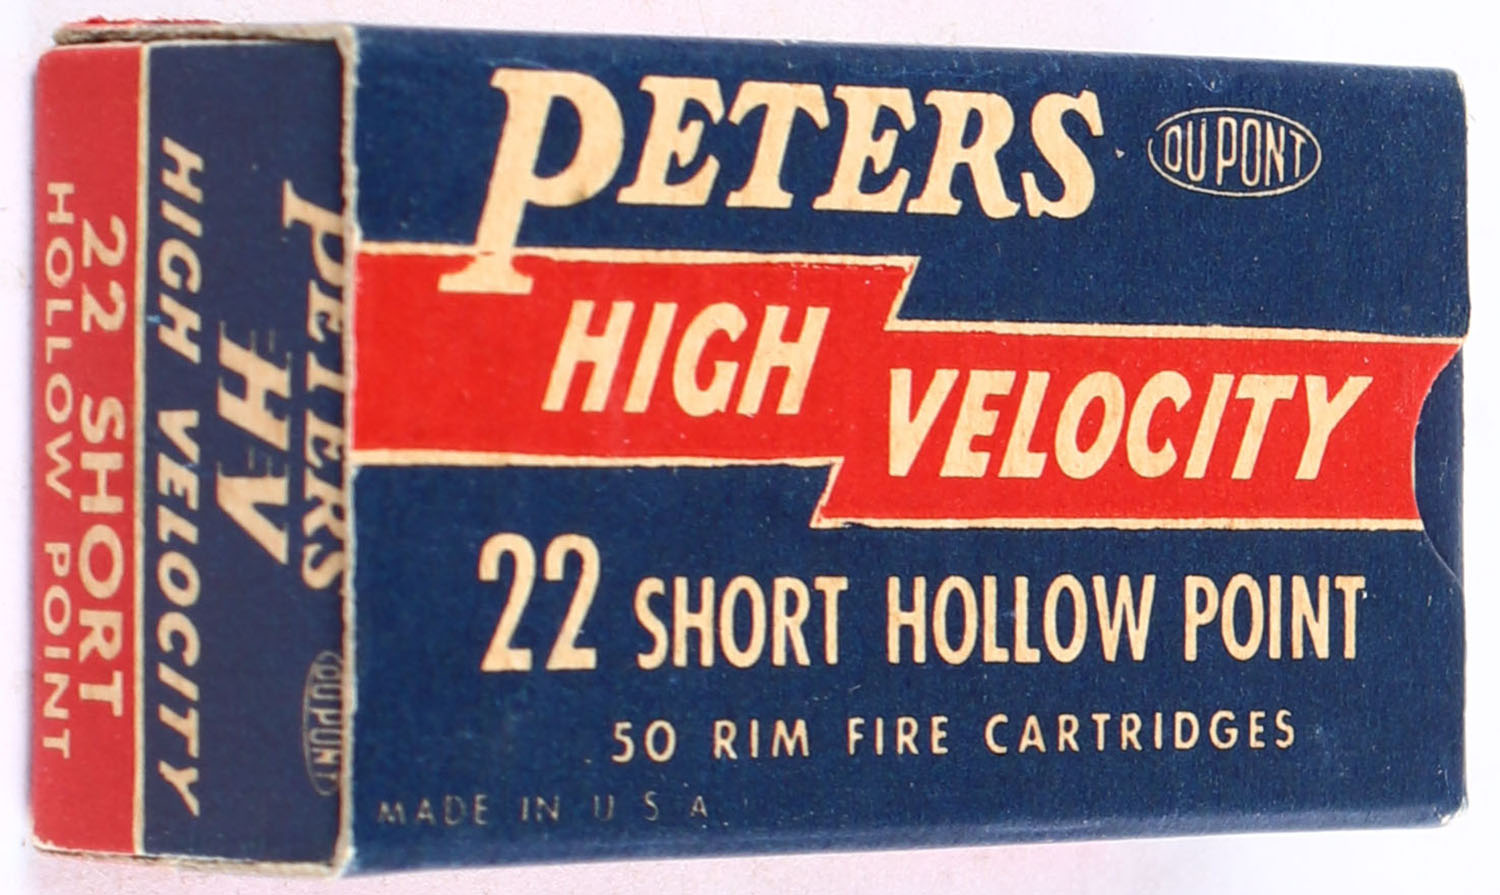 PETERS
DU PONT
HIGH
VELOCITY
22 SHORT HOLLOW POINT
50 RIM FIRE CARTRIDGES
MADE IN U S A
PETERS
DU PONT
HV
HIGH VELOCITY
22 SHORT
HOLLOW POINT